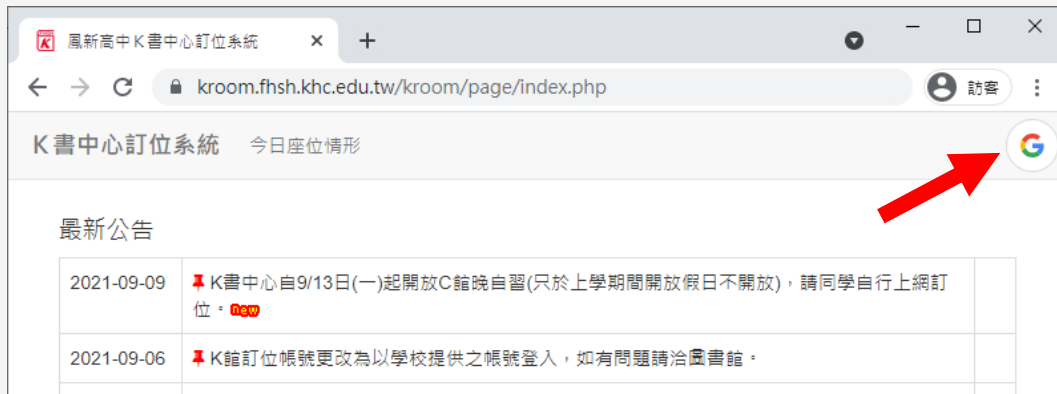 鳳新高中K書中心訂位系統
kroom.fhsh.khc.edu.tw/kroom/page/index.php
訪客
K書中心訂位系統 今日座位情形
最新公告
2021-09-09 K書中心自9/13日(一)起開放C館晚自習(只於上學期間開放假日不開放)，請同學自行上網訂
位。new
2021-09-06 K館訂位帳號更改為以學校提供之帳號登入，如有問題請洽圖書館。